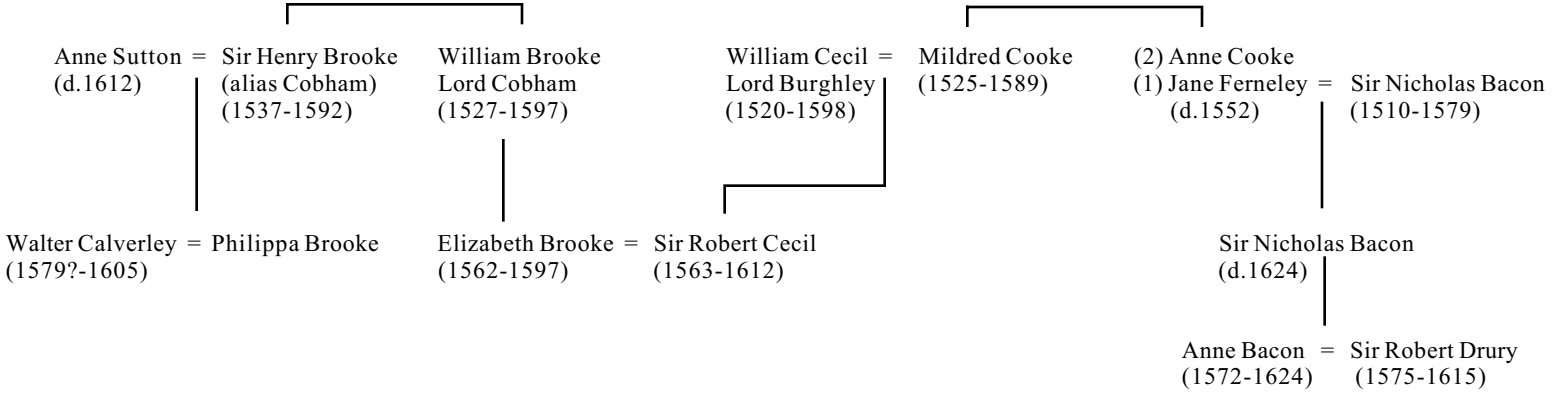 Anne Sutton = Sir Henry Brooke William Brooke William Cecil = Mildred Cooke (2) Anne Cooke
(d.1612) (alias Cobham) Lord Cobham Lord Burghley (1525-1589) (1) Jane Ferneley = Sir Nicholas Bacon
(1537-1592) (1527-1597) (1520-1598) (d.1552) (1510-1579)
Walter Calverley = Philippa Brooke Elizabeth Brooke = Sir Robert Cecil Sir Nicholas Bacon
(1579?-1605) (1562-1597) (1563-1612) (d.1624)
Anne Bacon = Sir Robert Drury
(1572-1624) (1575-1615)